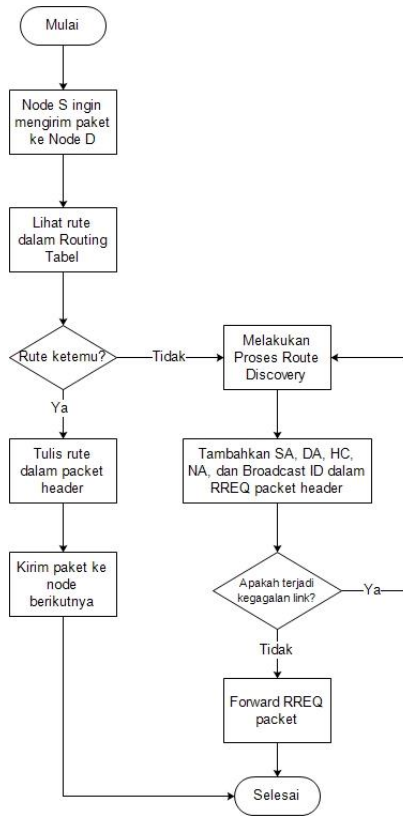 Mulai
Node S ingin
mengirim paket
ke Node D
Lihat rute
dalam Routing
Tabel
Rute ketemu?
Tidak
Melakukan
Proses Route
Discovery
Ya
Tulis rute
dalam packet
header
Tambahkan SA, DA, HC,
NA, dan Broadcast ID dalam
RREQ packet header
Kirim paket ke
node
berikutnya
Apakah terjadi
kegagalan link?
Ya
Tidak
Forward RREQ
packet
Selesai